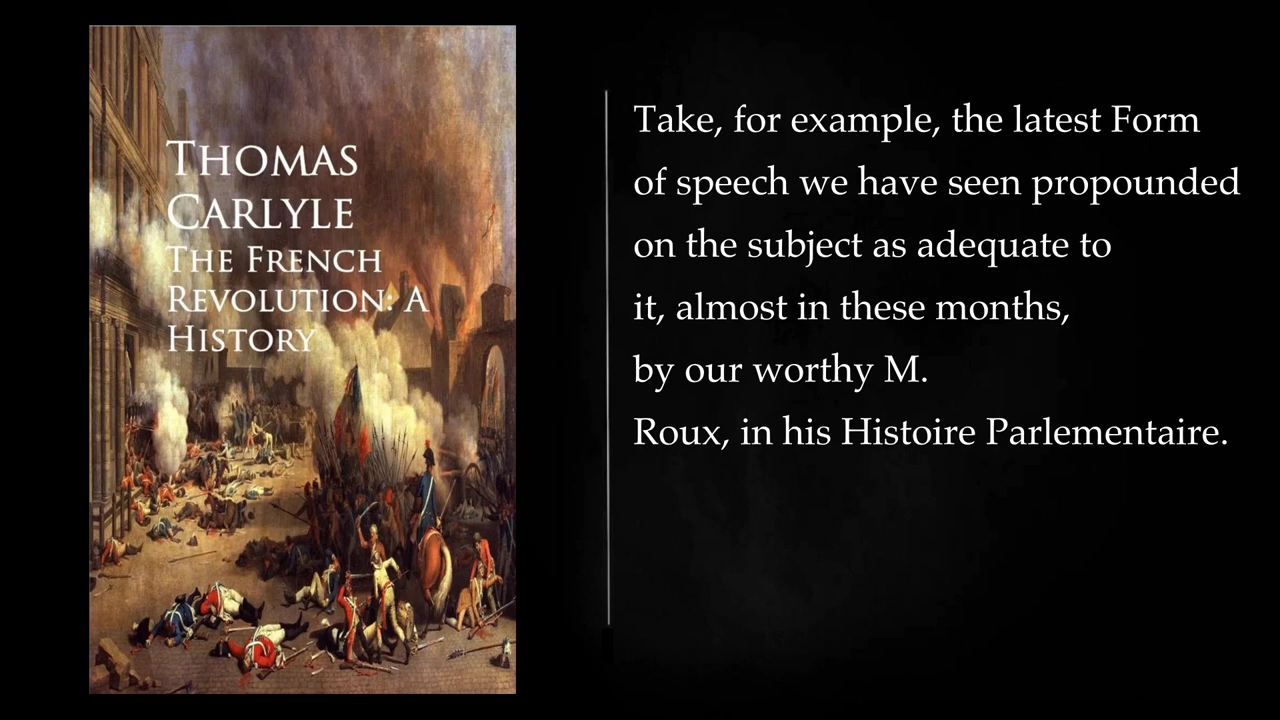 THOMAS
CARLYLE
THE FRENCH
REVOLUTION: A
HISTORY
Take, for example, the latest Form
of speech we have seen propounded
on the subject as adequate to
it, almost in these months,
by our worthy M.
Roux, in his Histoire Parlementaire.